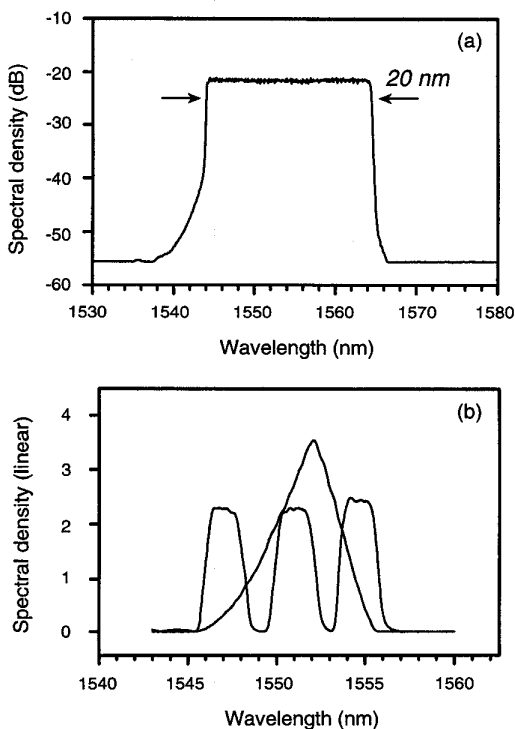 (a)
20 nm
Spectral density (dB)
-10
-20
-30
-40
-50
-60
1530 1540 1550 1560 1570 1580
Wavelength (nm)
(b)
Spectral density (linear)
4
3
2
1
0
1540 1545 1550 1555 1560
Wavelength (nm)